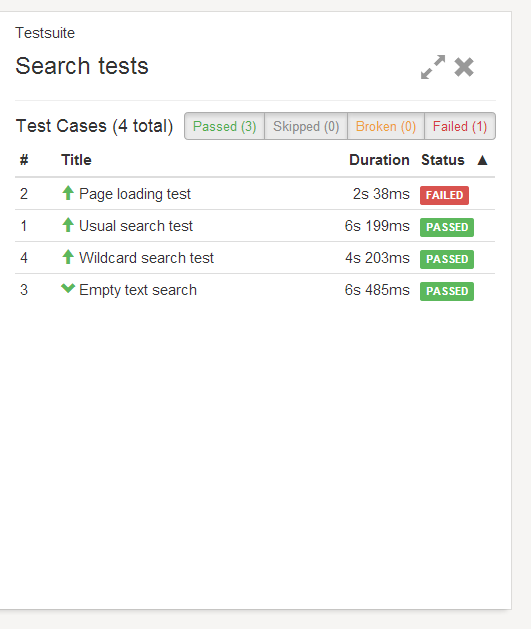 Testsuite
Search tests
Test Cases (4 total) Passed (3) Skipped (0) Broken (0) Failed (1)
# Title Duration Status ▲
2 Page loading test 2s 38ms FAILED
1 Usual search test 6s 199ms PASSED
4 Wildcard search test 4s 203ms PASSED
3 Empty text search 6s 485ms PASSED